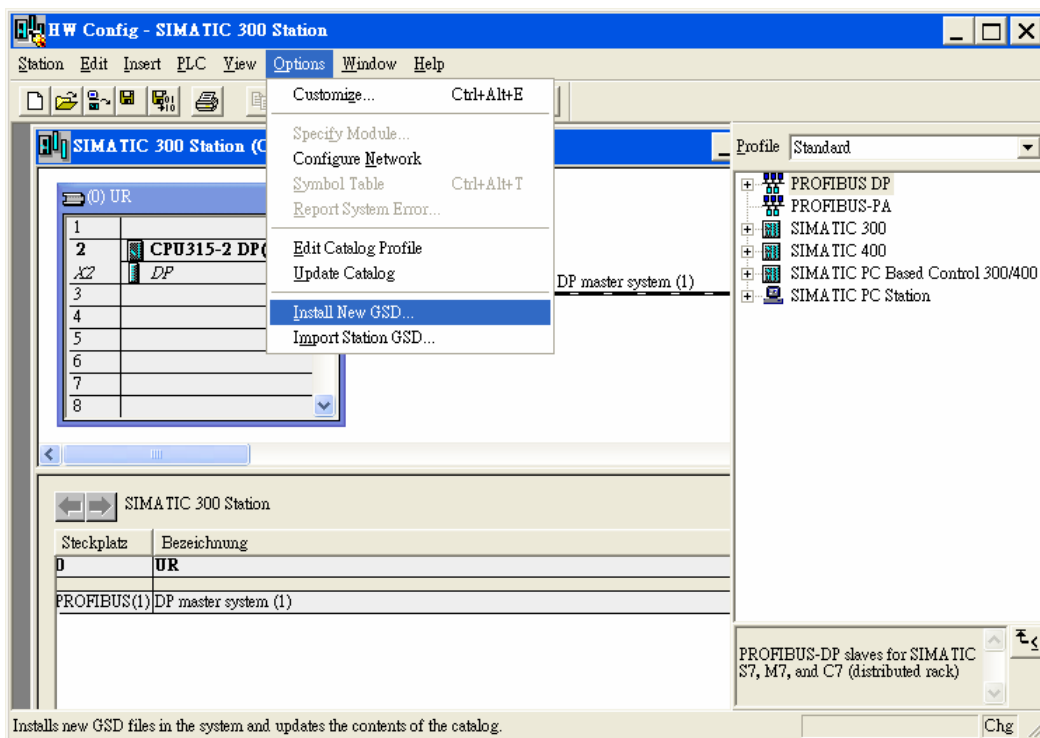 HW Config - SIMATIC 300 Station
Station Edit Insert PLC View Options Window Help
Customize... Ctrl+Alt+E
Specify Module...
Configure Network
Symbol Table Ctrl+Alt+T
Report System Error...
Edit Catalog Profile
Update Catalog
Install New GSD...
Import Station GSD...
SIMATIC 300 Station (C
(0) UR
1
2 CPU315-2 DP(
X2 DP
3
4
5
6
7
8
DP master system (1)
Profile Standard
PROFIBUS DP
PROFIBUS-PA
SIMATIC 300
SIMATIC 400
SIMATIC PC Based Control 300/400
SIMATIC PC Station
SIMATIC 300 Station
Steckplatz Bezeichnung
0 UR
PROFIBUS(1) DP master system (1)
PROFIBUS-DP slaves for SIMATIC
S7, M7, and C7 (distributed rack)
Installs new GSD files in the system and updates the contents of the catalog.
Chg